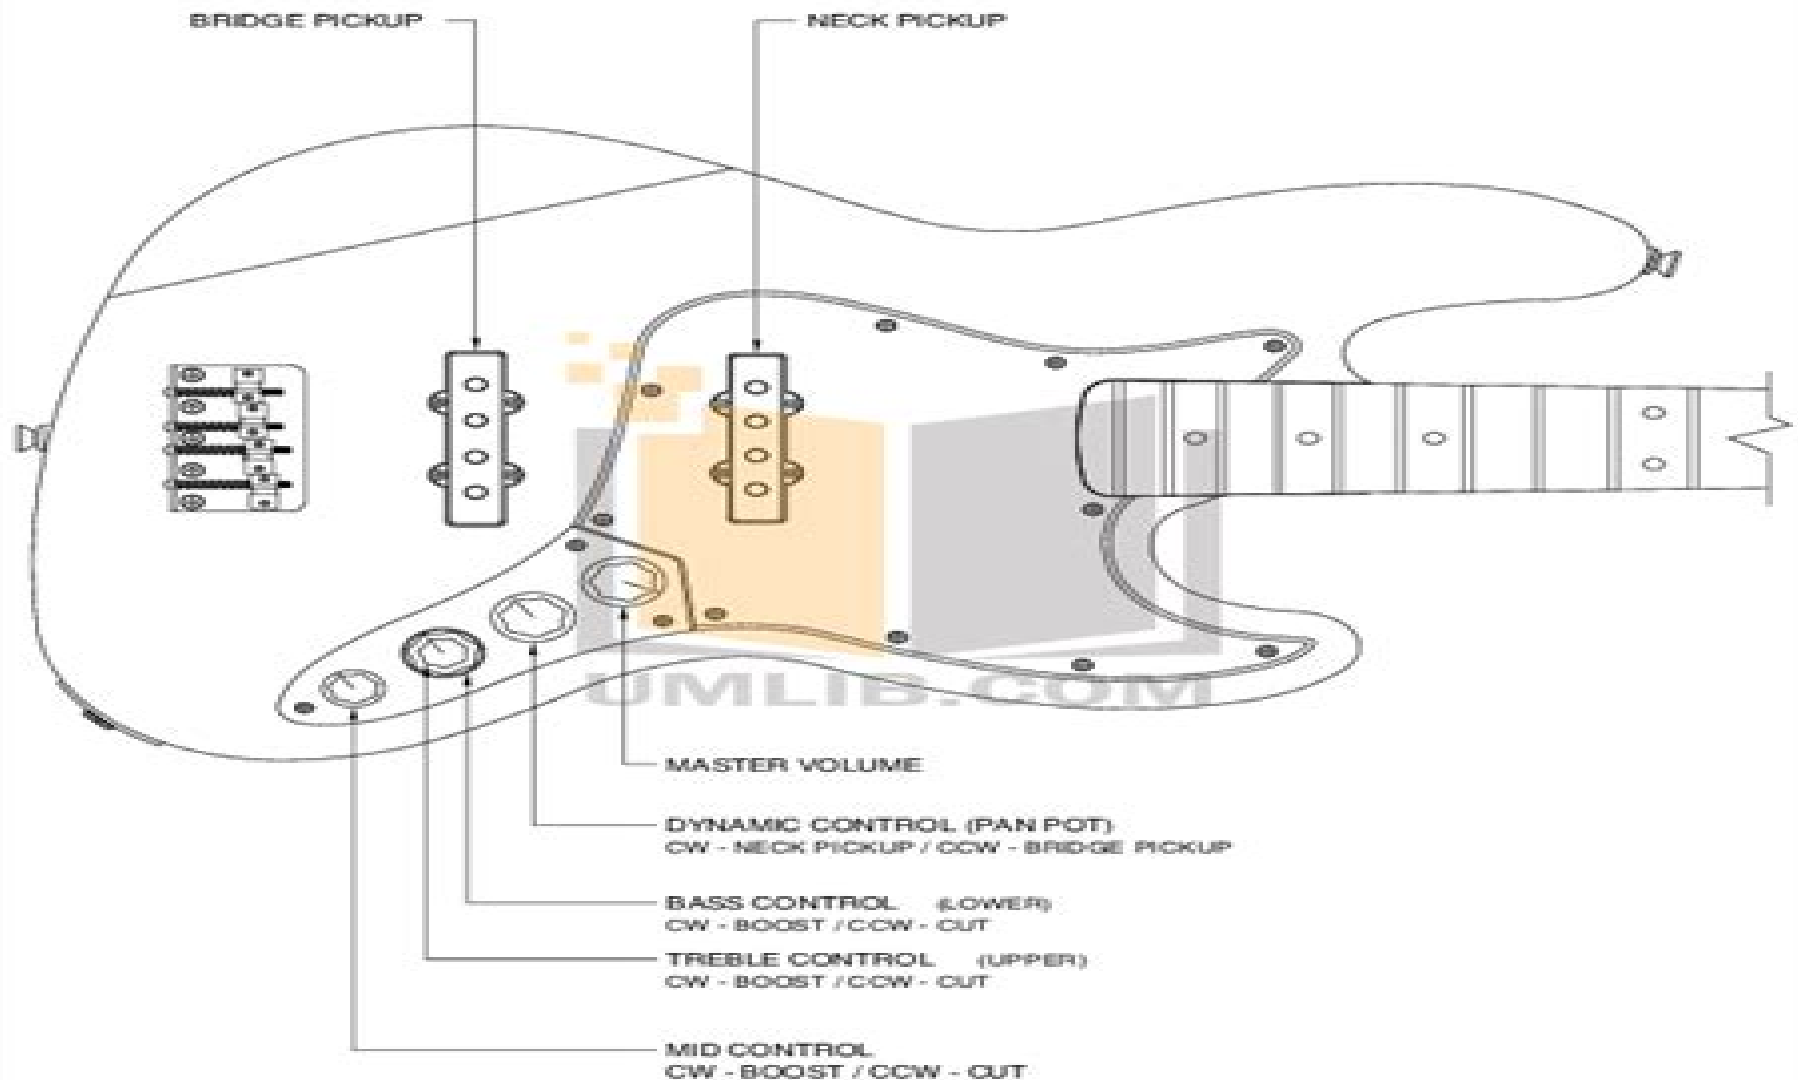 BRIDGE PICKUP
NECK PICKUP
UMLIB.COM
MASTER VOLUME
DYNAMIC CONTROL (PAN POT)
CW - NECK PICKUP / CCW - BRIDGE PICKUP
BASS CONTROL (LOWER)
CW - BOOST / CCW - CUT
TREBLE CONTROL (UPPER)
CW - BOOST / CCW - CUT
MID CONTROL
CW - BOOST / CCW - CUT